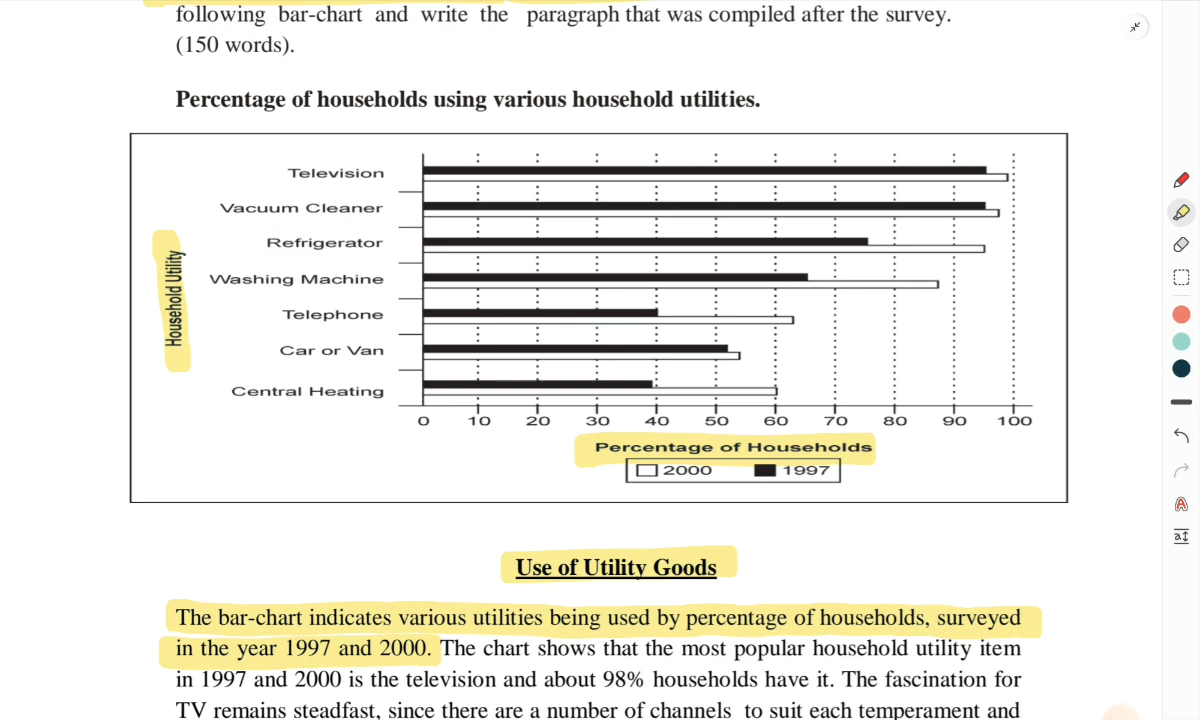 following bar-chart and write the paragraph that was compiled after the survey.
(150 words).
Percentage of households using various household utilities.
Household Utility
Television
Vacuum Cleaner
Refrigerator
Washing Machine
Telephone
Car or Van
Central Heating
0 10 20 30 40 50 60 70 80 90 100
Percentage of Households
2000 1997
Use of Utility Goods
The bar-chart indicates various utilities being used by percentage of households, surveyed
in the year 1997 and 2000. The chart shows that the most popular household utility item
in 1997 and 2000 is the television and about 98% households have it. The fascination for
TV remains steadfast, since there are a number of channels to suit each temperament and
A
a